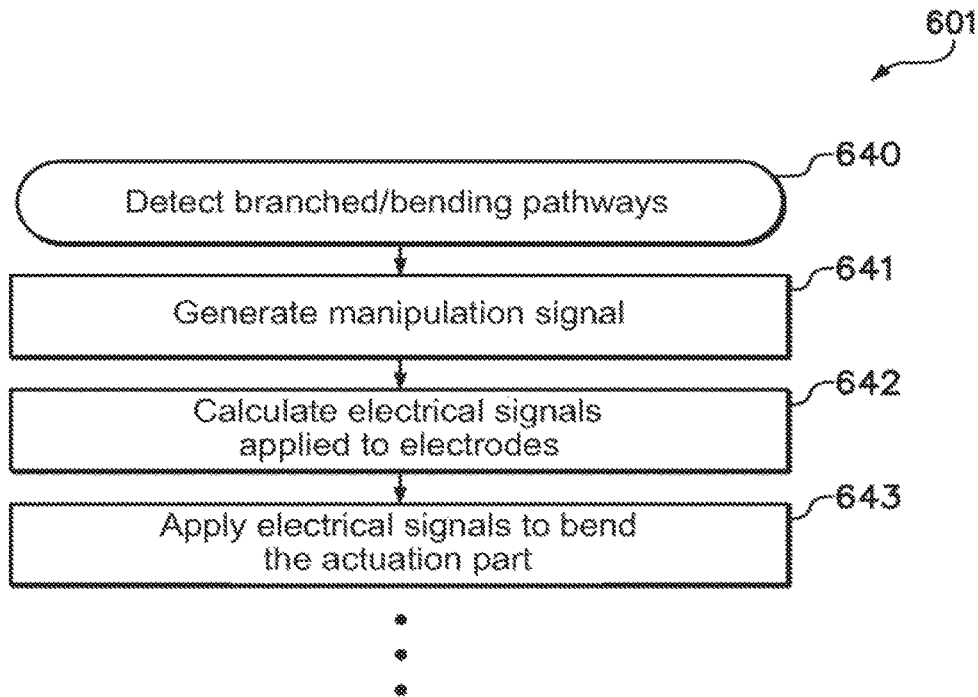 601
640
Detect branched/bending pathways
641
Generate manipulation signal
642
Calculate electrical signals
applied to electrodes
643
Apply electrical signals to bend
the actuation part